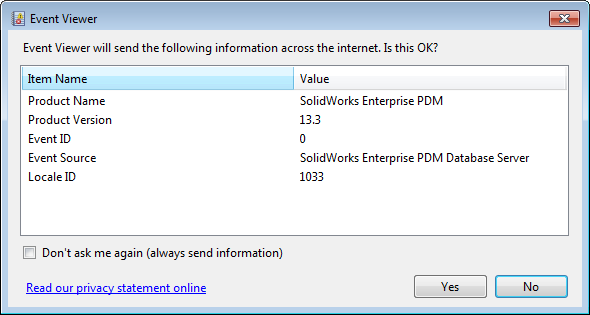 Event Viewer
Event Viewer will send the following information across the internet. Is this OK?
Item Name Value
Product Name SolidWorks Enterprise PDM
Product Version 13.3
Event ID 0
Event Source SolidWorks Enterprise PDM Database Server
Locale ID 1033
Don't ask me again (always send information)
Read our privacy statement online Yes No